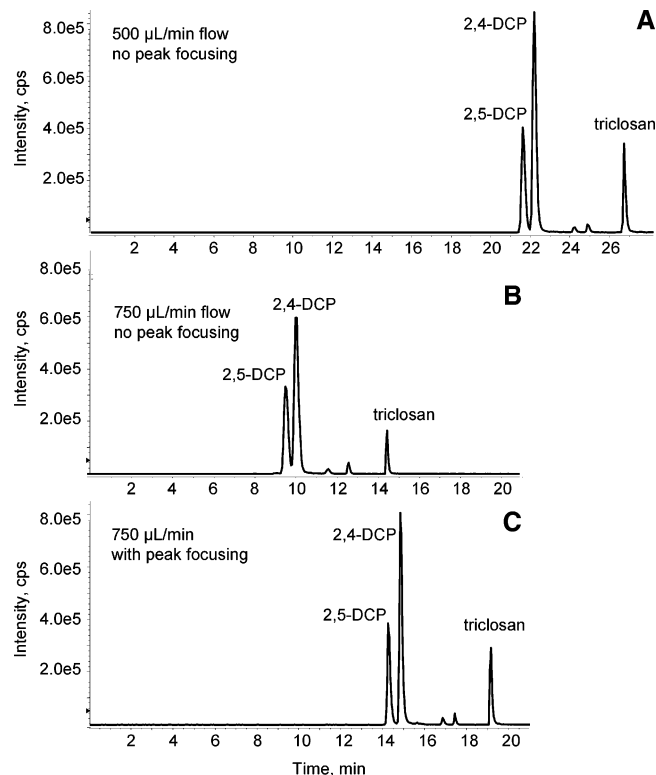 A
500 µL/min flow
no peak focusing
Intensity, cps
8.0e5
6.0e5
4.0e5
2.0e5
2,4-DCP
2,5-DCP
triclosan
2 4 6 8 10 12 14 16 18 20 22 24 26
B
750 µL/min flow
no peak focusing
Intensity, cps
8.0e5
6.0e5
4.0e5
2.0e5
2,4-DCP
2,5-DCP
triclosan
2 4 6 8 10 12 14 16 18 20
C
750 µL/min
with peak focusing
Intensity, cps
8.0e5
6.0e5
4.0e5
2.0e5
2,4-DCP
2,5-DCP
triclosan
2 4 6 8 10 12 14 16 18 20
Time, min